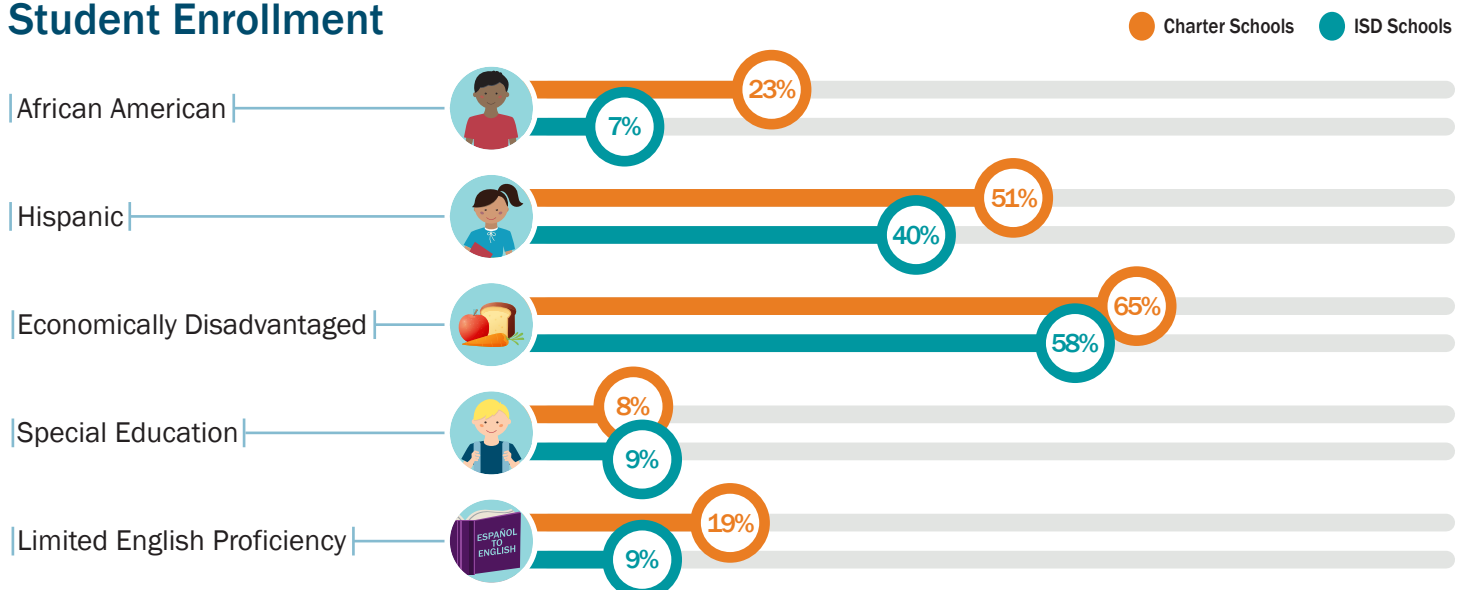 Student Enrollment
Charter Schools
ISD Schools
African American
23%
7%
Hispanic
51%
40%
Economically Disadvantaged
65%
58%
Special Education
8%
9%
Limited English Proficiency
ESPAÑOL
TO
ENGLISH
19%
9%